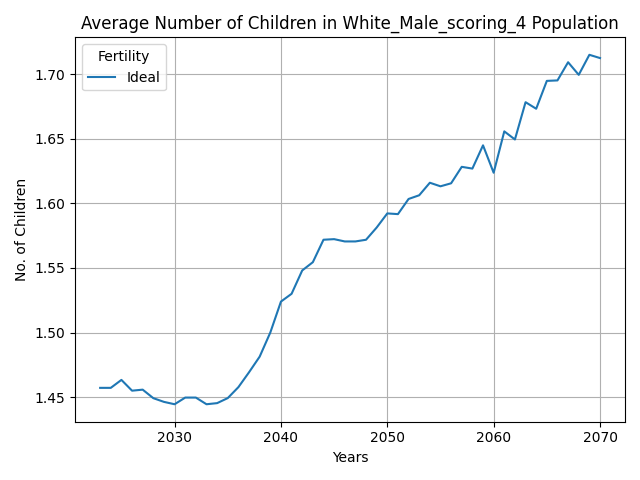 Average Number of Children in White_Male_scoring_4 Population
Fertility
Ideal
No. of Children
1.70
1.65
1.60
1.55
1.50
1.45
2030 2040 2050 2060 2070
Years